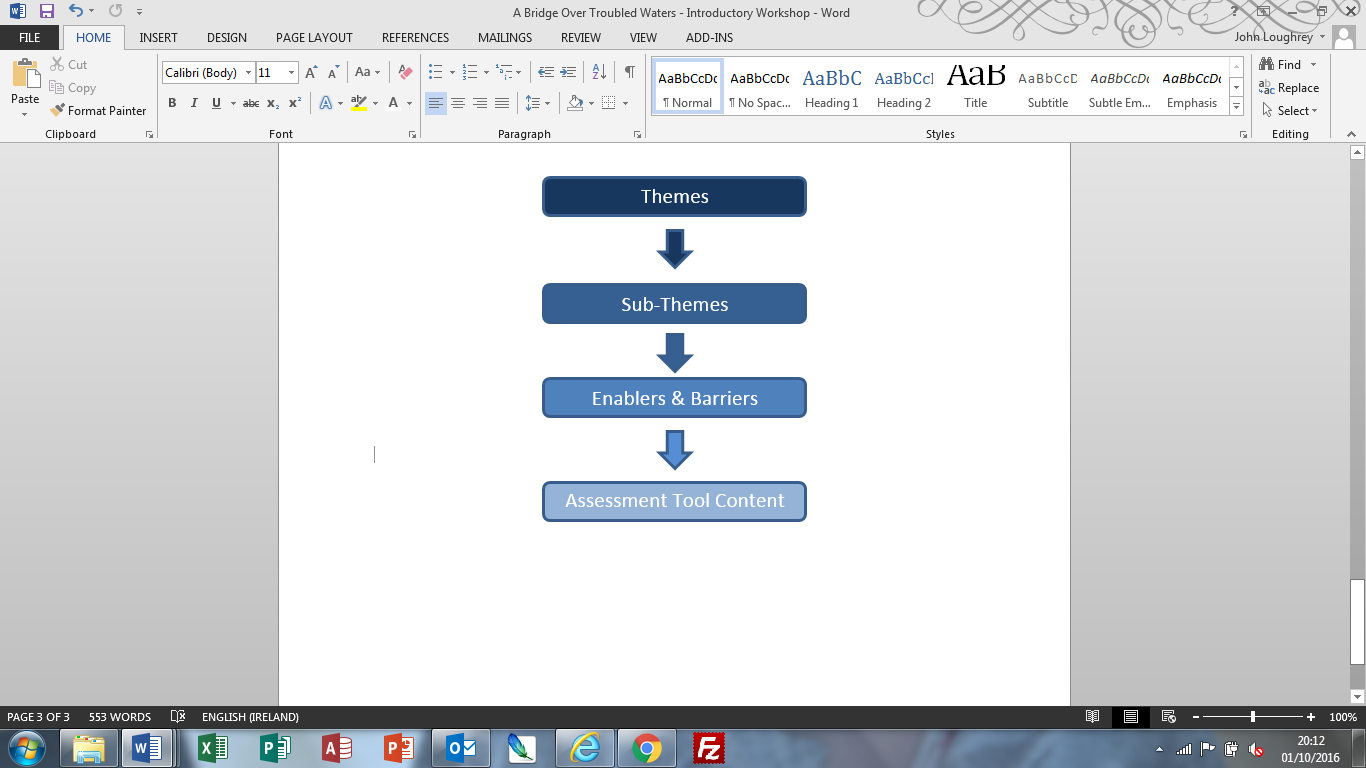 A Bridge Over Troubled Waters - Introductory Workshop - Word
?
FILE HOME INSERT DESIGN PAGE LAYOUT REFERENCES MAILINGS REVIEW VIEW ADD-INS
John Loughrey
Paste
Cut
Copy
Format Painter
Clipboard
Calibri (Body) 11
B I U abc x₂ x²
Font
Paragraph
AaBbCcDc AaBbCcDc AaBbC AaBbCcI AaB AaBbCcD AaBbCcDc AaBbCcDc
¶ Normal ¶ No Spac... Heading 1 Heading 2 Title Subtitle Subtle Em... Emphasis
Styles
Find
Replace
Select
Editing
Themes
Sub-Themes
Enablers & Barriers
Assessment Tool Content
PAGE 3 OF 3 553 WORDS ENGLISH (IRELAND) 100%
20:12
01/10/2016